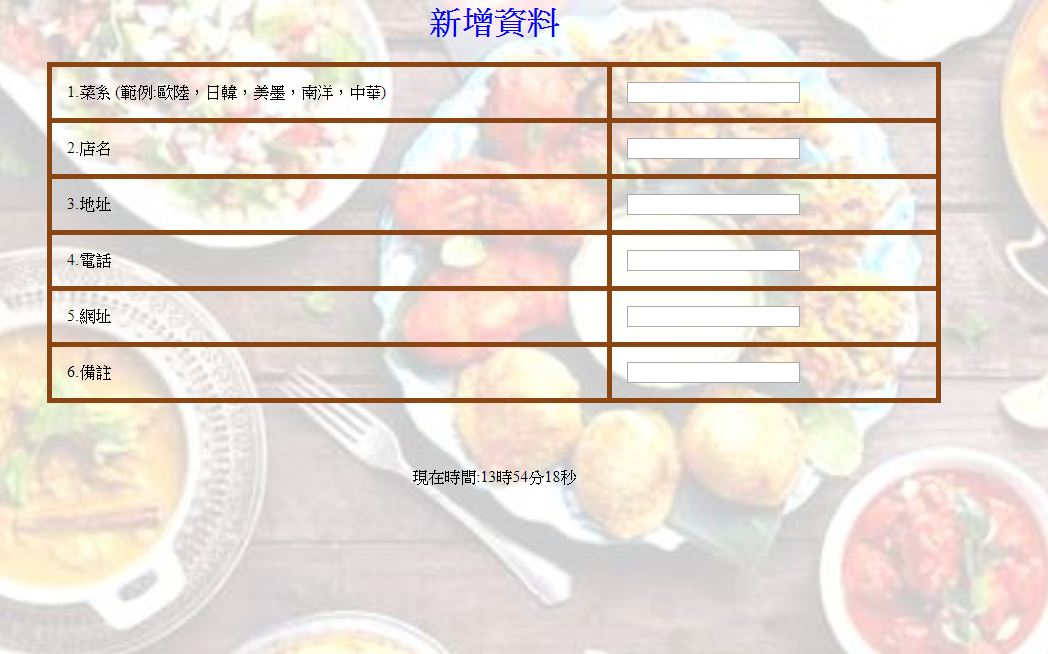 新增資料
1.菜系 (範例:歐陸，日韓，美墨，南洋，中華)
2.店名
3.地址
4.電話
5.網址
6.備註
現在時間:13時54分18秒